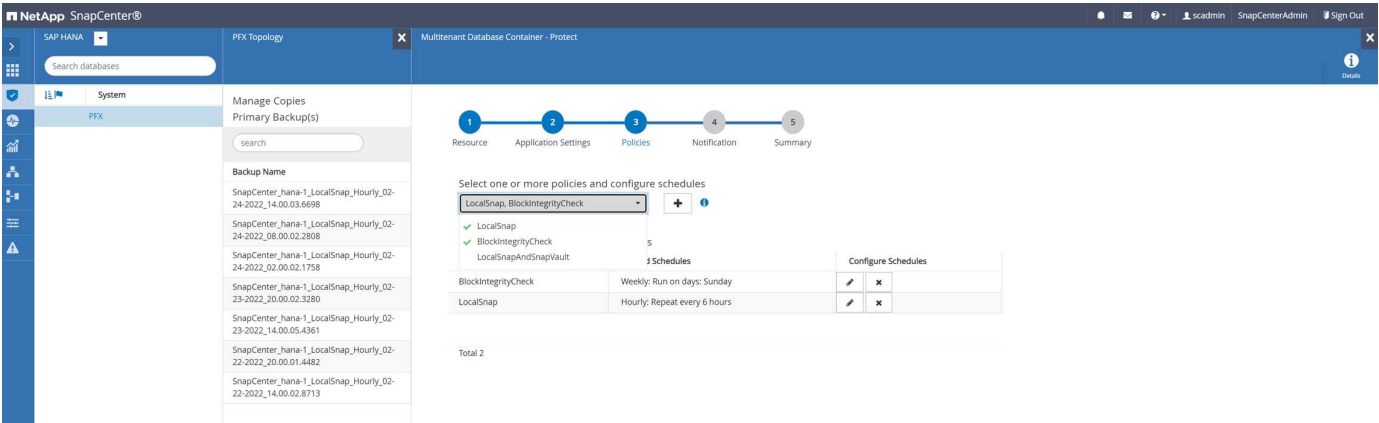 NetApp SnapCenter®
scadmin SnapCenterAdmin Sign Out
SAP HANA
Search databases
System
PFX
PFX Topology
Manage Copies
Primary Backup(s)
search
Backup Name
SnapCenter_hana-1_LocalSnap_Hourly_02-
24-2022_14.00.03.6698
SnapCenter_hana-1_LocalSnap_Hourly_02-
24-2022_08.00.02.2808
SnapCenter_hana-1_LocalSnap_Hourly_02-
24-2022_02.00.02.1758
SnapCenter_hana-1_LocalSnap_Hourly_02-
23-2022_20.00.02.3280
SnapCenter_hana-1_LocalSnap_Hourly_02-
23-2022_14.00.05.4361
SnapCenter_hana-1_LocalSnap_Hourly_02-
22-2022_20.00.01.4482
SnapCenter_hana-1_LocalSnap_Hourly_02-
22-2022_14.00.02.8713
Multitenant Database Container - Protect
Details
1 2 3 4 5
Resource Application Settings Policies Notification Summary
Select one or more policies and configure schedules
LocalSnap, BlockIntegrityCheck
LocalSnap
BlockIntegrityCheck
LocalSnapAndSnapVault
s
d Schedules Configure Schedules
BlockIntegrityCheck Weekly: Run on days: Sunday
LocalSnap Hourly: Repeat every 6 hours
Total 2